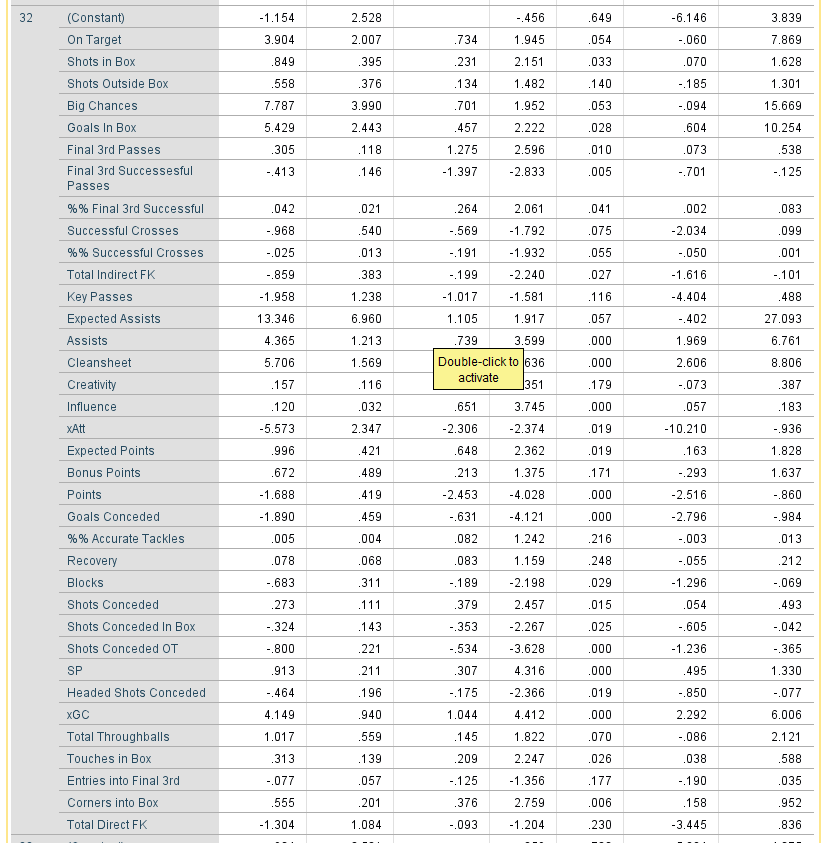 32 (Constant) -1.154 2.528 -.456 .649 -6.146 3.839
On Target 3.904 2.007 .734 1.945 .054 -.060 7.869
Shots in Box .849 .395 .231 2.151 .033 .070 1.628
Shots Outside Box .558 .376 .134 1.482 .140 -.185 1.301
Big Chances 7.787 3.990 .701 1.952 .053 -.094 15.669
Goals In Box 5.429 2.443 .457 2.222 .028 .604 10.254
Final 3rd Passes .305 .118 1.275 2.596 .010 .073 .538
Final 3rd Successesful -.413 .146 -1.397 -2.833 .005 -.701 -.125
Passes
%% Final 3rd Successful .042 .021 .264 2.061 .041 .002 .083
Successful Crosses -.968 .540 -.569 -1.792 .075 -2.034 .099
%% Successful Crosses -.025 .013 -.191 -1.932 .055 -.050 .001
Total Indirect FK -.859 .383 -.199 -2.240 .027 -1.616 -.101
Key Passes -1.958 1.238 -1.017 -1.581 .116 -4.404 .488
Expected Assists 13.346 6.960 1.105 1.917 .057 -.402 27.093
Assists 4.365 1.213 .739 3.599 .000 1.969 6.761
Cleansheet 5.706 1.569 Double-click to 636 .000 2.606 8.806
activate
Creativity .157 .116 351 .179 -.073 .387
Influence .120 .032 .651 3.745 .000 .057 .183
xAtt -5.573 2.347 -2.306 -2.374 .019 -10.210 -.936
Expected Points .996 .421 .648 2.362 .019 .163 1.828
Bonus Points .672 .489 .213 1.375 .171 -.293 1.637
Points -1.688 .419 -2.453 -4.028 .000 -2.516 -.860
Goals Conceded -1.890 .459 -.631 -4.121 .000 -2.796 -.984
%% Accurate Tackles .005 .004 .082 1.242 .216 -.003 .013
Recovery .078 .068 .083 1.159 .248 -.055 .212
Blocks -.683 .311 -.189 -2.198 .029 -1.296 -.069
Shots Conceded .273 .111 .379 2.457 .015 .054 .493
Shots Conceded In Box -.324 .143 -.353 -2.267 .025 -.605 -.042
Shots Conceded OT -.800 .221 -.534 -3.628 .000 -1.236 -.365
SP .913 .211 .307 4.316 .000 .495 1.330
Headed Shots Conceded -.464 .196 -.175 -2.366 .019 -.850 -.077
xGC 4.149 .940 1.044 4.412 .000 2.292 6.006
Total Throughballs 1.017 .559 .145 1.822 .070 -.086 2.121
Touches in Box .313 .139 .209 2.247 .026 .038 .588
Entries into Final 3rd -.077 .057 -.125 -1.356 .177 -.190 .035
Corners into Box .555 .201 .376 2.759 .006 .158 .952
Total Direct FK -1.304 1.084 -.093 -1.204 .230 -3.445 .836